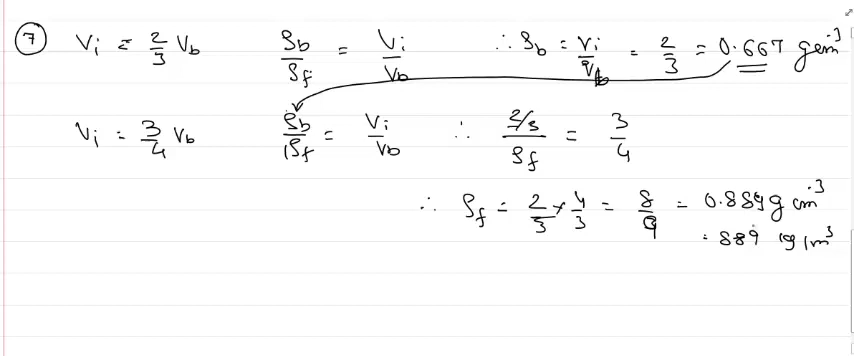 7 Vi = 2/3 Vb ρb/ρf = Vi/Vb ∴ ρb = Vi/Vb = 2/3 = 0.667 g cm⁻³
Vi = 3/4 Vb ρb/ρf = Vi/Vb ∴ (2/3)/ρf = 3/4
∴ ρf = 2/3 × 4/3 = 8/9 = 0.889 g cm⁻³
= 889 kg/m³